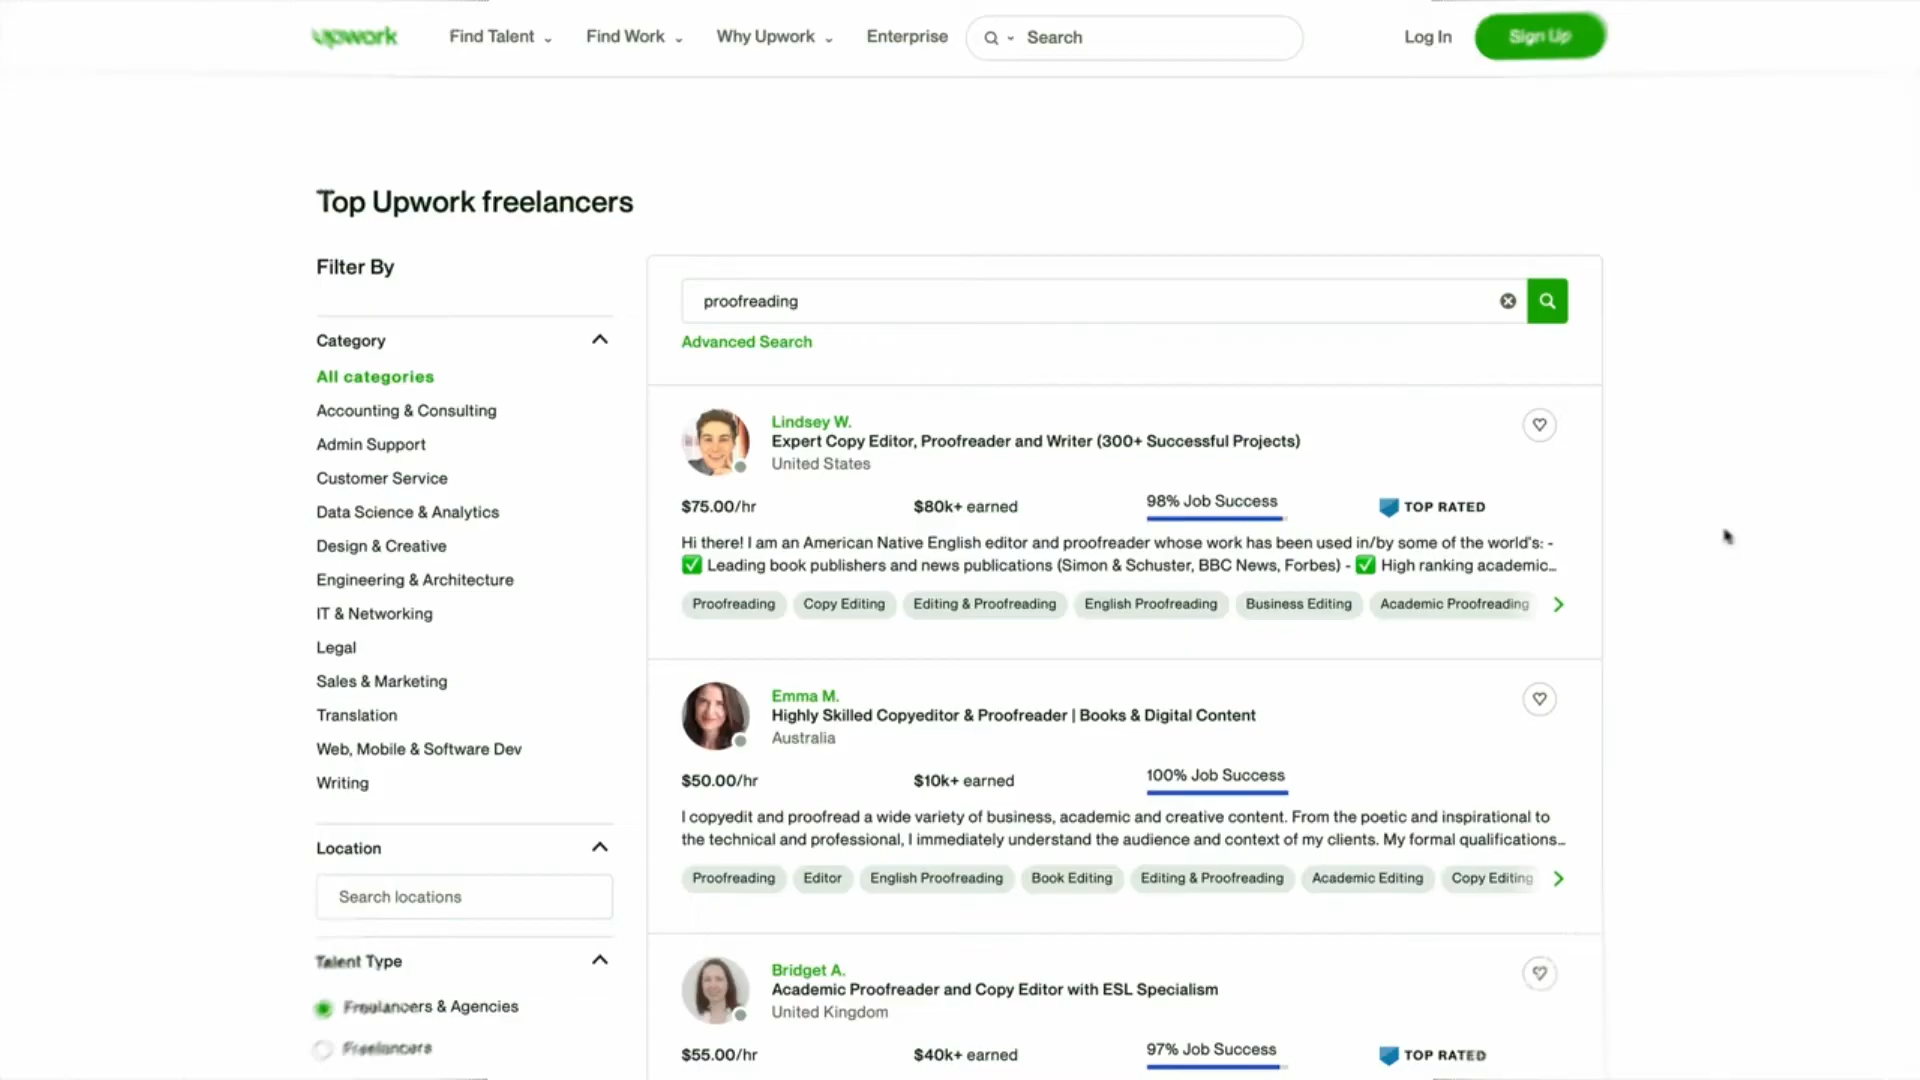 upwork
Find Talent
Find Work
Why Upwork
Enterprise
Search
Log In
Sign Up
Top Upwork freelancers
Filter By
Category
All categories
Accounting & Consulting
Admin Support
Customer Service
Data Science & Analytics
Design & Creative
Engineering & Architecture
IT & Networking
Legal
Sales & Marketing
Translation
Web, Mobile & Software Dev
Writing
Location
Search locations
Talent Type
Freelancers & Agencies
Freelancers
proofreading
Advanced Search
Lindsey W.
Expert Copy Editor, Proofreader and Writer (300+ Successful Projects)
United States
$75.00/hr
$80k+ earned
98% Job Success
TOP RATED
Hi there! I am an American Native English editor and proofreader whose work has been used in/by some of the world's: -
✅ Leading book publishers and news publications (Simon & Schuster, BBC News, Forbes) - ✅ High ranking academic…
Proofreading
Copy Editing
Editing & Proofreading
English Proofreading
Business Editing
Academic Proofreading
Emma M.
Highly Skilled Copyeditor & Proofreader | Books & Digital Content
Australia
$50.00/hr
$10k+ earned
100% Job Success
I copyedit and proofread a wide variety of business, academic and creative content. From the poetic and inspirational to
the technical and professional, I immediately understand the audience and context of my clients. My formal qualifications…
Proofreading
Editor
English Proofreading
Book Editing
Editing & Proofreading
Academic Editing
Copy Editing
Bridget A.
Academic Proofreader and Copy Editor with ESL Specialism
United Kingdom
$55.00/hr
$40k+ earned
97% Job Success
TOP RATED